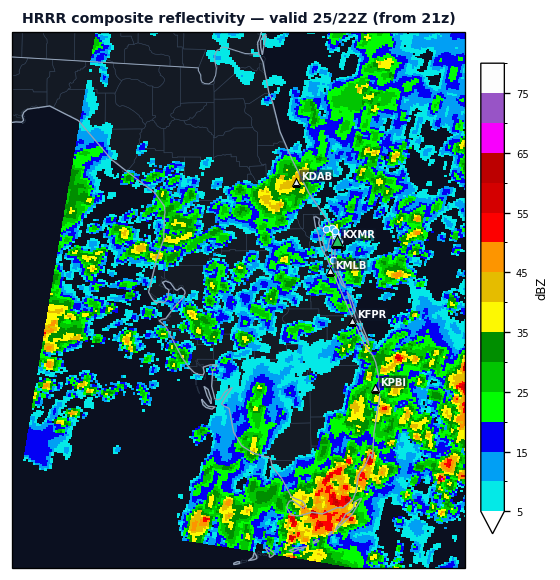 HRRR composite reflectivity — valid 25/22Z (from 21z)
KDAB
KXMR
KMLB
KFPR
KPBI
75
65
55
45
35
25
15
5
dBZ